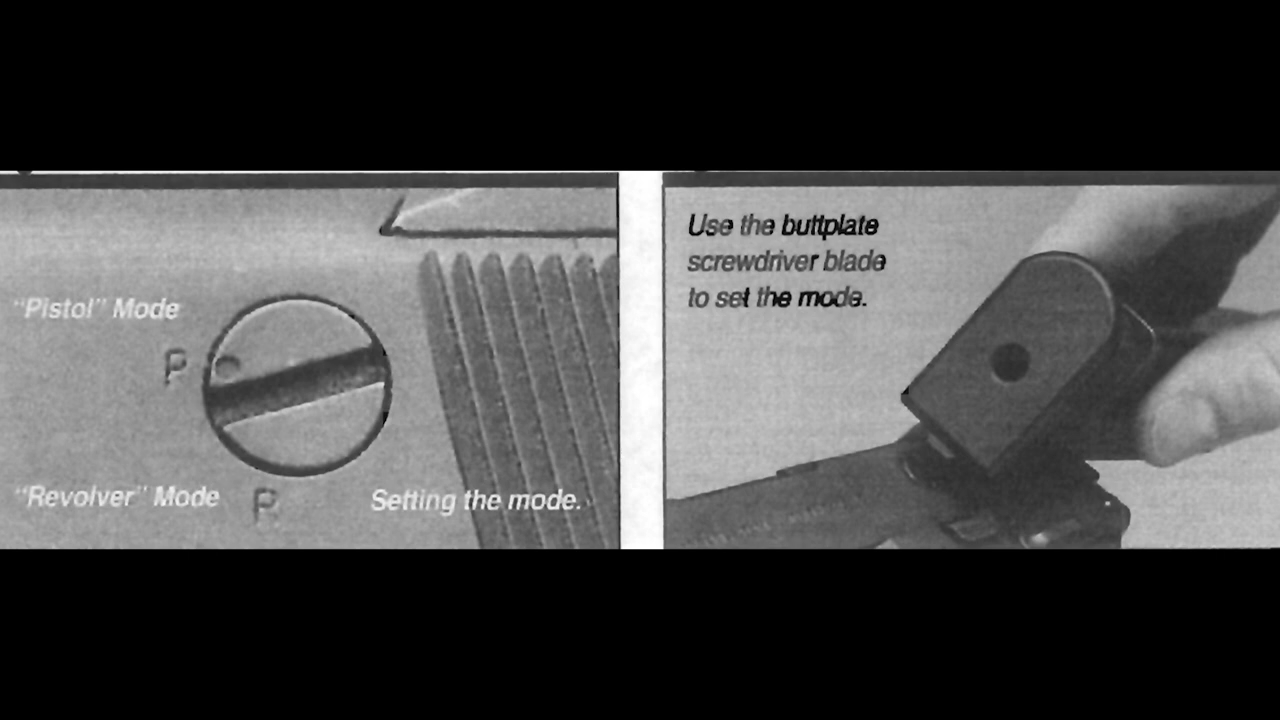 "Pistol" Mode
P
"Revolver" Mode
R
Setting the mode.
Use the buttplate
screwdriver blade
to set the mode.